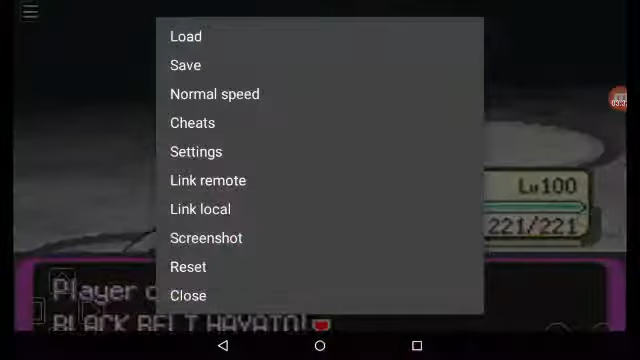 Load
Save
Normal speed
Cheats
Settings
Link remote
Link local
Screenshot
Reset
Close
Lv100
221/221
Player
BLACK BELT HAYATO!